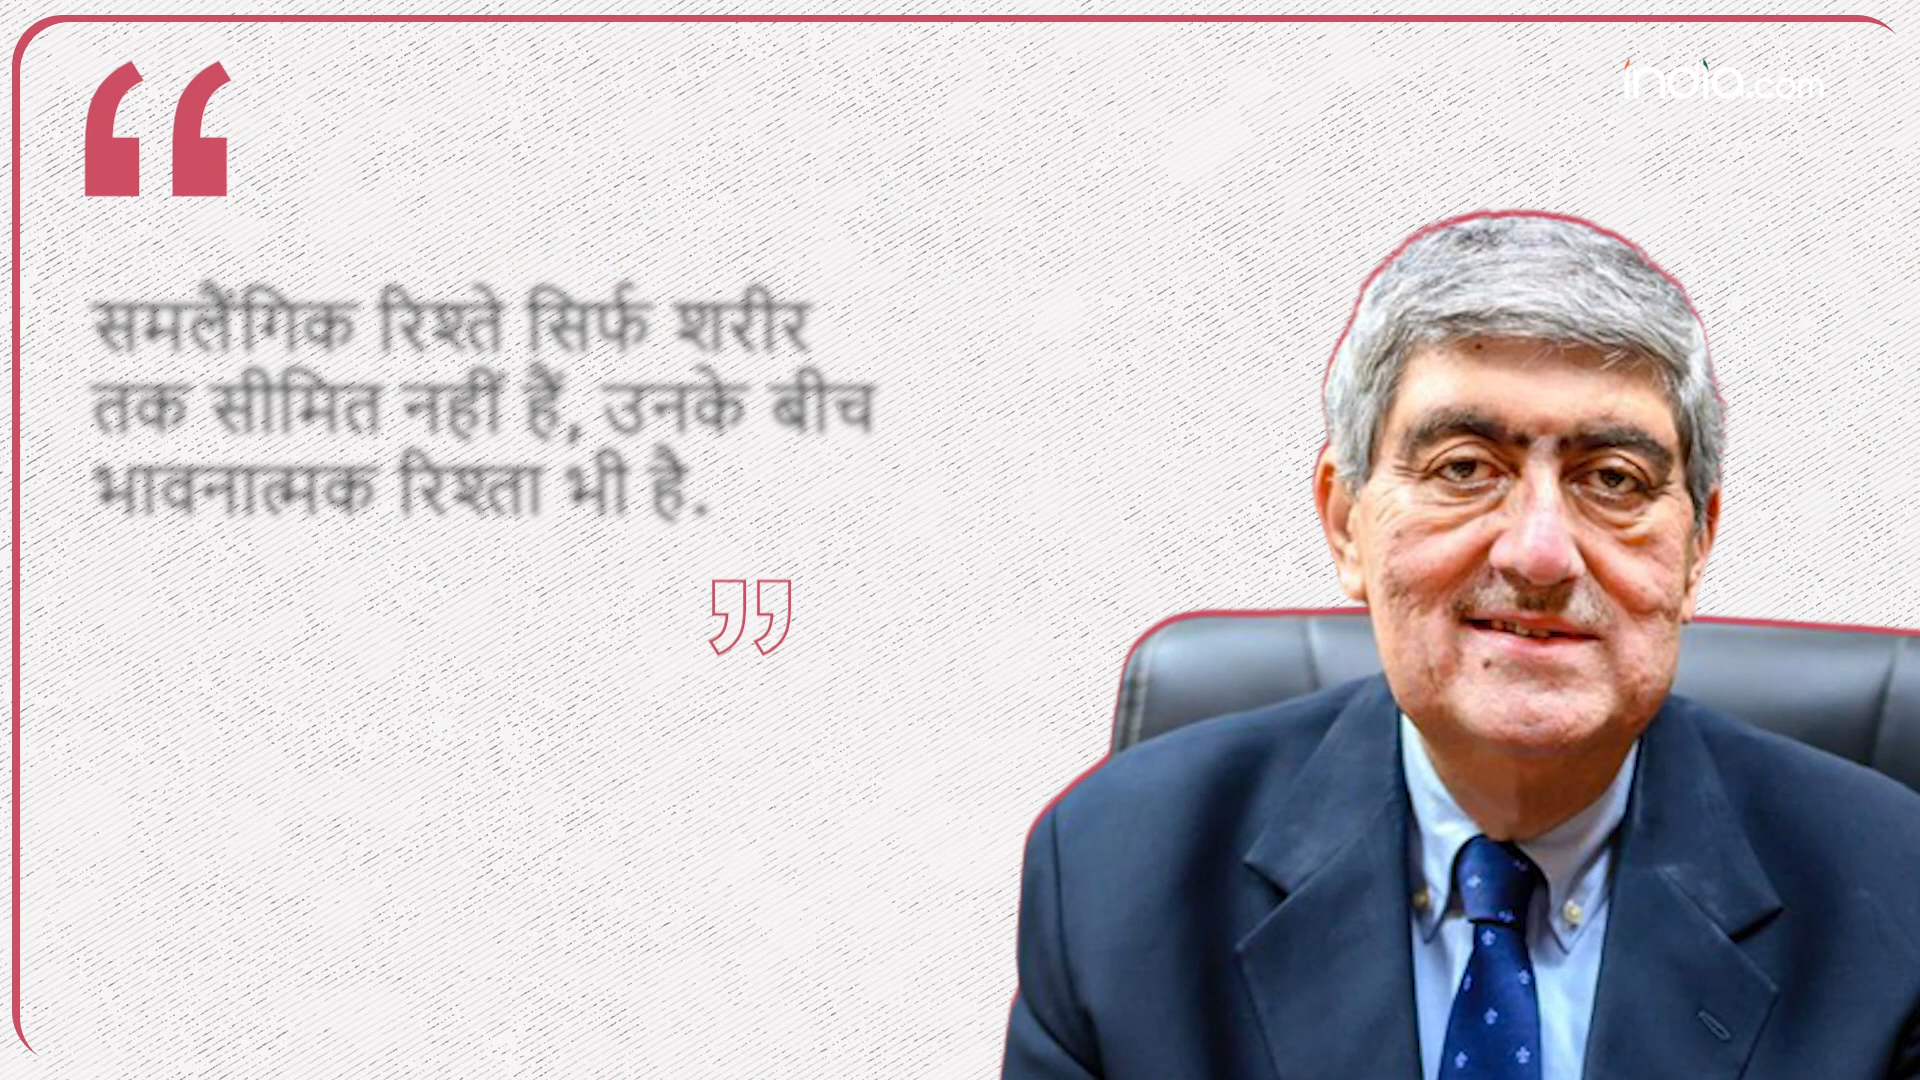 india.com
समलैंगिक रिश्ते सिर्फ शरीर
तक सीमित नहीं हैं, उनके बीच
भावनात्मक रिश्ता भी है.